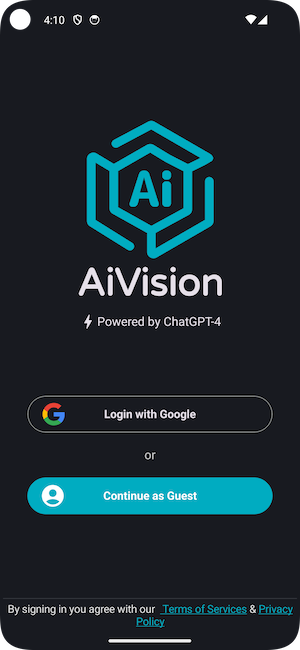 4:10
Ai
AiVision
Powered by ChatGPT-4
Login with Google
or
Continue as Guest
By signing in you agree with our Terms of Services & Privacy
Policy